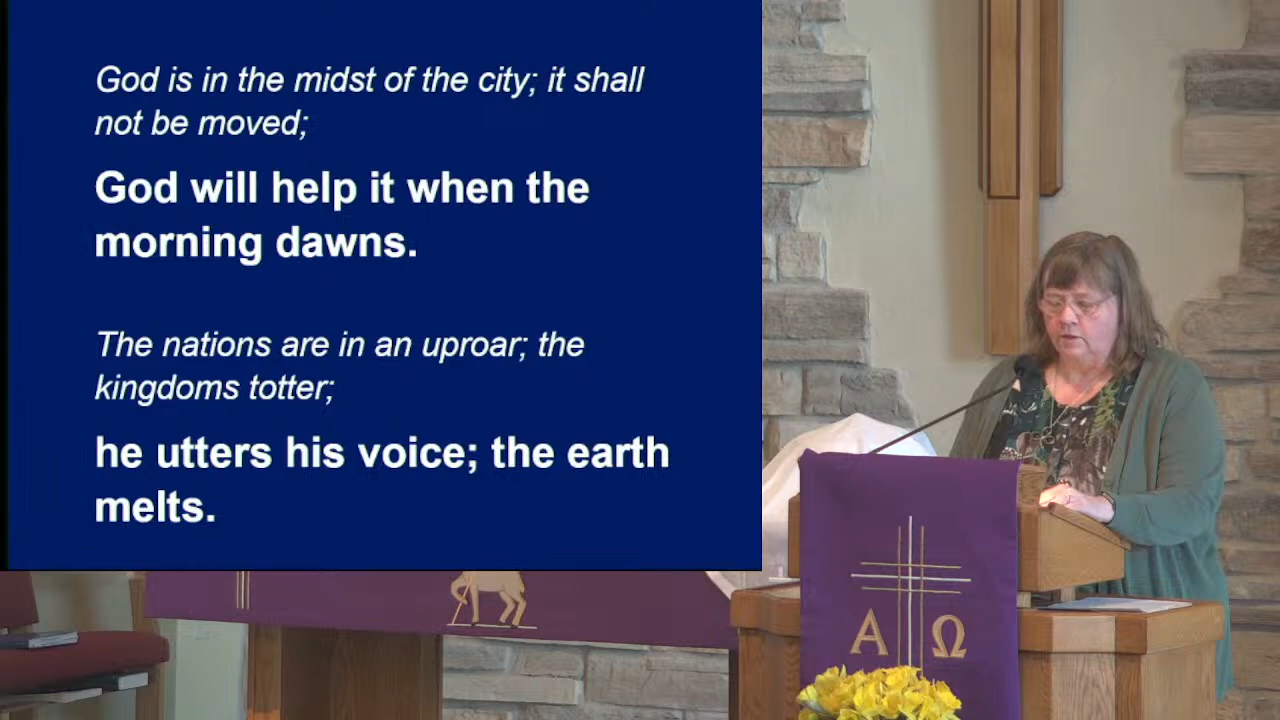 God is in the midst of the city; it shall
not be moved;
God will help it when the
morning dawns.
The nations are in an uproar; the
kingdoms totter;
he utters his voice; the earth
melts.
Α Ω